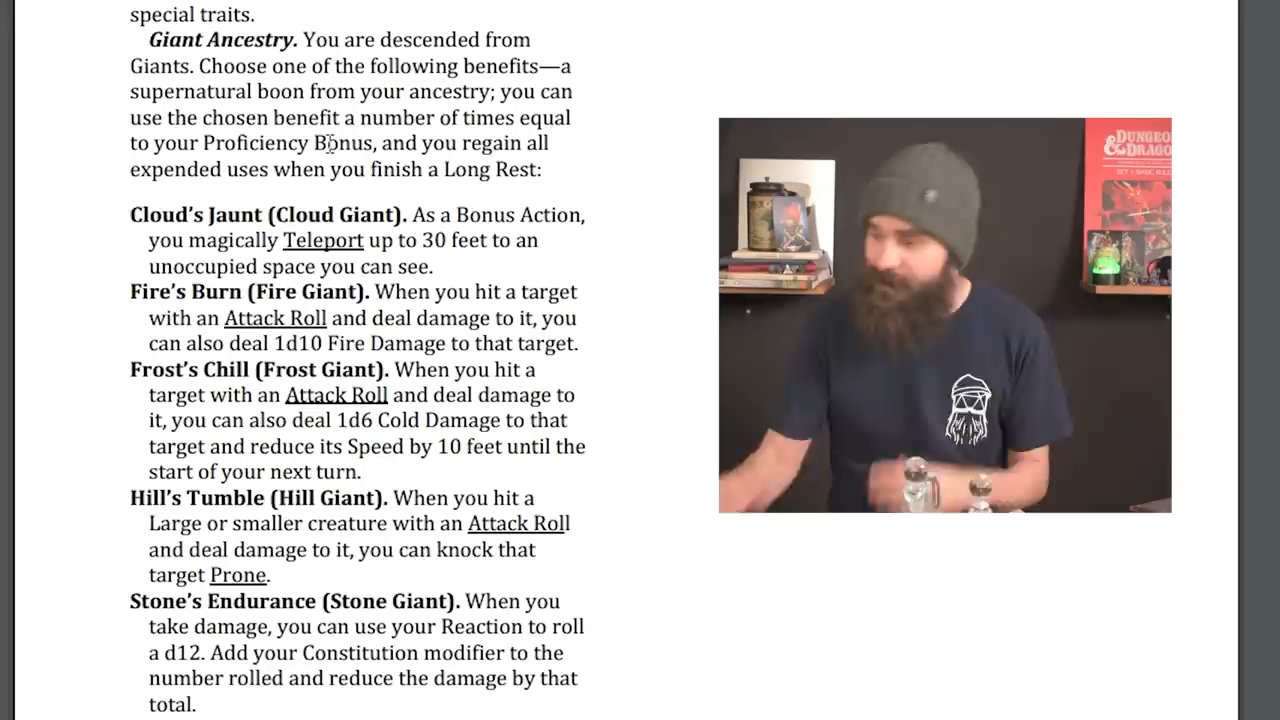 special traits.
Giant Ancestry. You are descended from
Giants. Choose one of the following benefits—a
supernatural boon from your ancestry; you can
use the chosen benefit a number of times equal
to your Proficiency Bonus, and you regain all
expended uses when you finish a Long Rest:
Cloud’s Jaunt (Cloud Giant). As a Bonus Action,
you magically Teleport up to 30 feet to an
unoccupied space you can see.
Fire’s Burn (Fire Giant). When you hit a target
with an Attack Roll and deal damage to it, you
can also deal 1d10 Fire Damage to that target.
Frost’s Chill (Frost Giant). When you hit a
target with an Attack Roll and deal damage to
it, you can also deal 1d6 Cold Damage to that
target and reduce its Speed by 10 feet until the
start of your next turn.
Hill’s Tumble (Hill Giant). When you hit a
Large or smaller creature with an Attack Roll
and deal damage to it, you can knock that
target Prone.
Stone’s Endurance (Stone Giant). When you
take damage, you can use your Reaction to roll
a d12. Add your Constitution modifier to the
number rolled and reduce the damage by that
total.
DUNGEO
& DRAGO